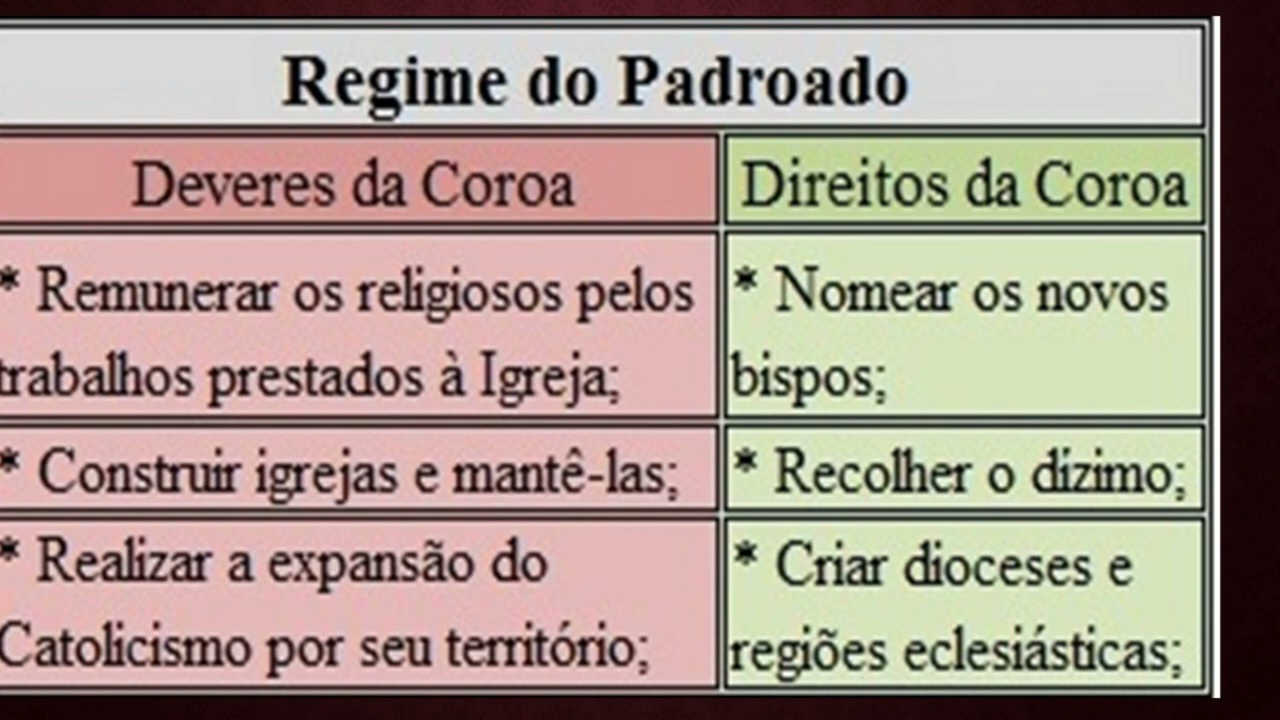 Regime do Padroado
Deveres da Coroa
Direitos da Coroa
* Remunerar os religiosos pelos
trabalhos prestados à Igreja;
* Nomear os novos
bispos;
* Construir igrejas e mantê-las;
* Recolher o dízimo;
* Realizar a expansão do
Catolicismo por seu território;
* Criar dioceses e
regiões eclesiásticas;